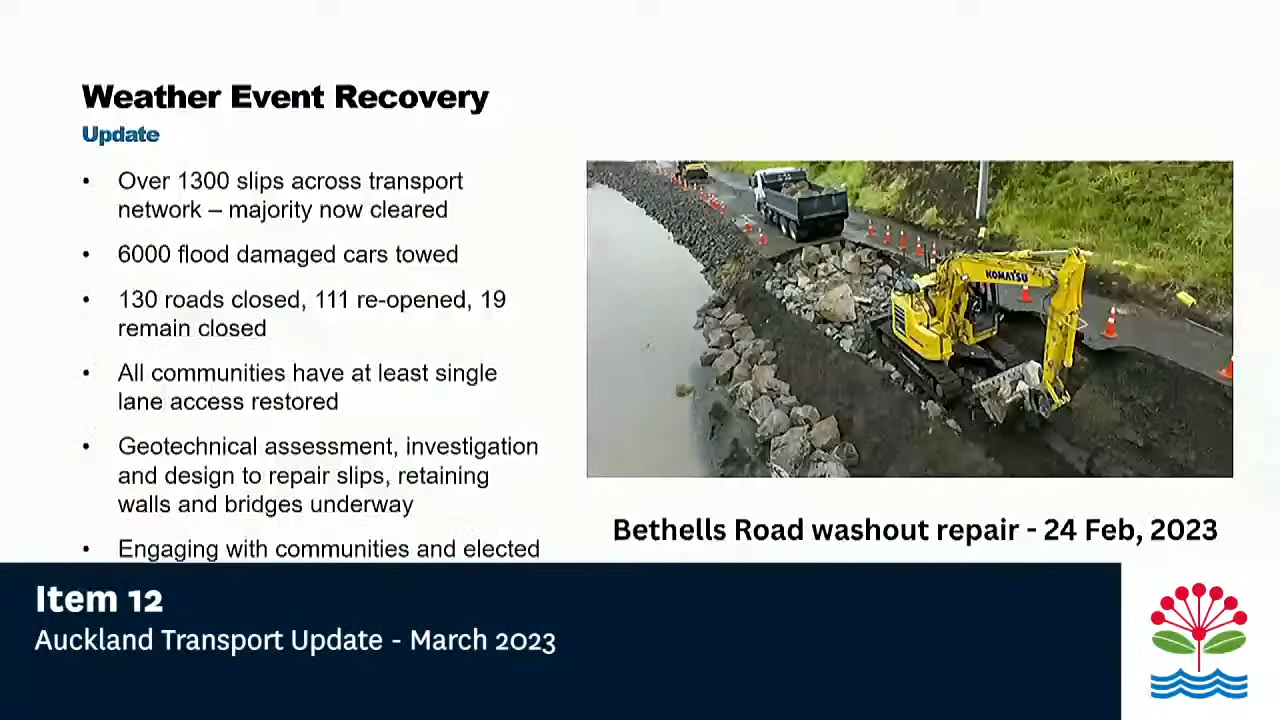 Weather Event Recovery
Update
• Over 1300 slips across transport
network – majority now cleared
• 6000 flood damaged cars towed
• 130 roads closed, 111 re-opened, 19
remain closed
• All communities have at least single
lane access restored
• Geotechnical assessment, investigation
and design to repair slips, retaining
walls and bridges underway
• Engaging with communities and elected
KOMATSU
Bethells Road washout repair - 24 Feb, 2023
Item 12
Auckland Transport Update - March 2023